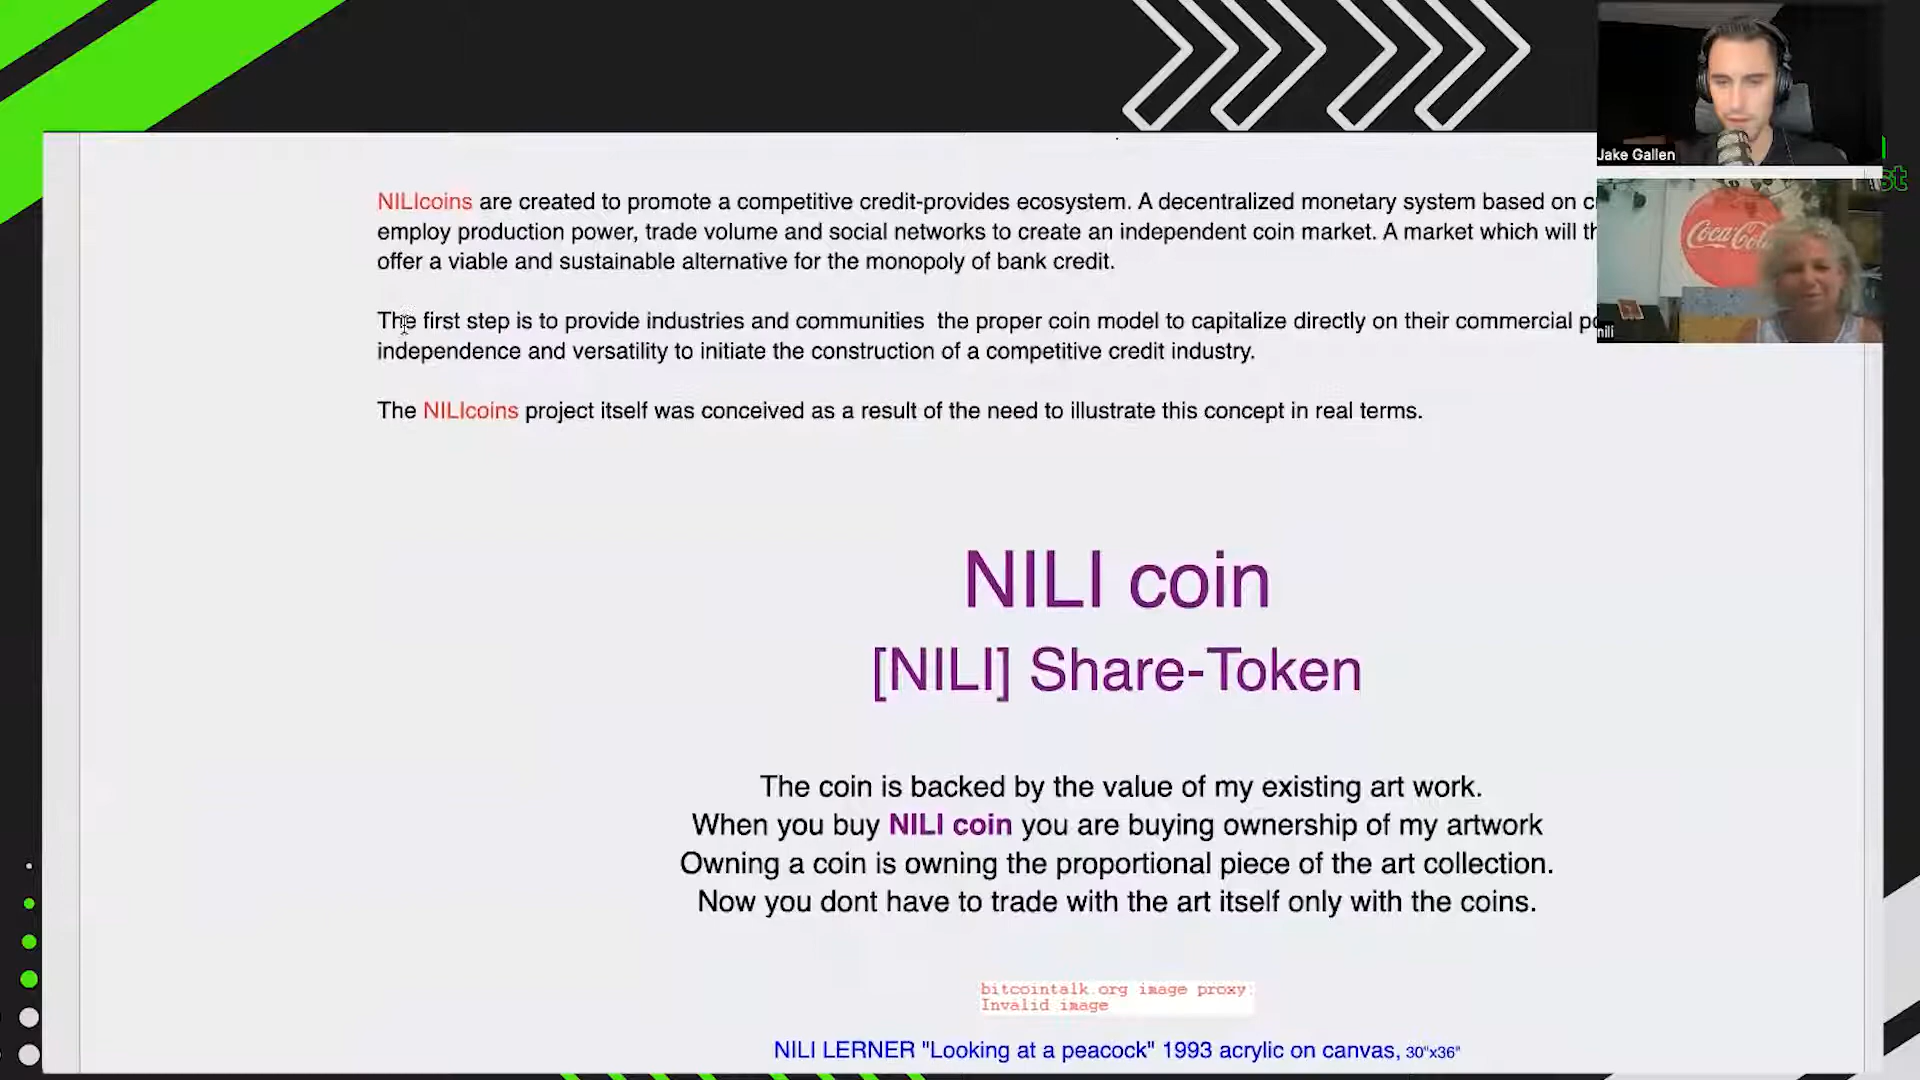 NILIcoins are created to promote a competitive credit-provides ecosystem. A decentralized monetary system based on
employ production power, trade volume and social networks to create an independent coin market. A market which will
offer a viable and sustainable alternative for the monopoly of bank credit.
The first step is to provide industries and communities the proper coin model to capitalize directly on their commercial
independence and versatility to initiate the construction of a competitive credit industry.
The NILIcoins project itself was conceived as a result of the need to illustrate this concept in real terms.
Jake Gallen
Coca-Cola
nili
NILI coin
[NILI] Share-Token
The coin is backed by the value of my existing art work.
When you buy NILI coin you are buying ownership of my artwork
Owning a coin is owning the proportional piece of the art collection.
Now you dont have to trade with the art itself only with the coins.
bitcointalk.org image proxy:
Invalid image
NILI LERNER "Looking at a peacock" 1993 acrylic on canvas, 30"x36"